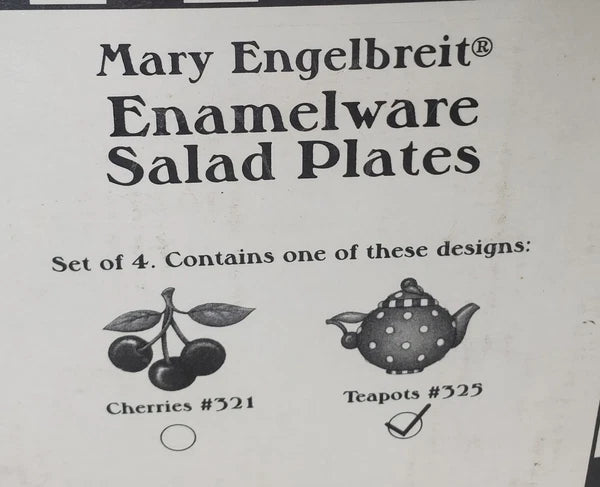 Mary Engelbreit®
Enamelware
Salad Plates
Set of 4. Contains one of these designs:
Cherries #321
Teapots #325